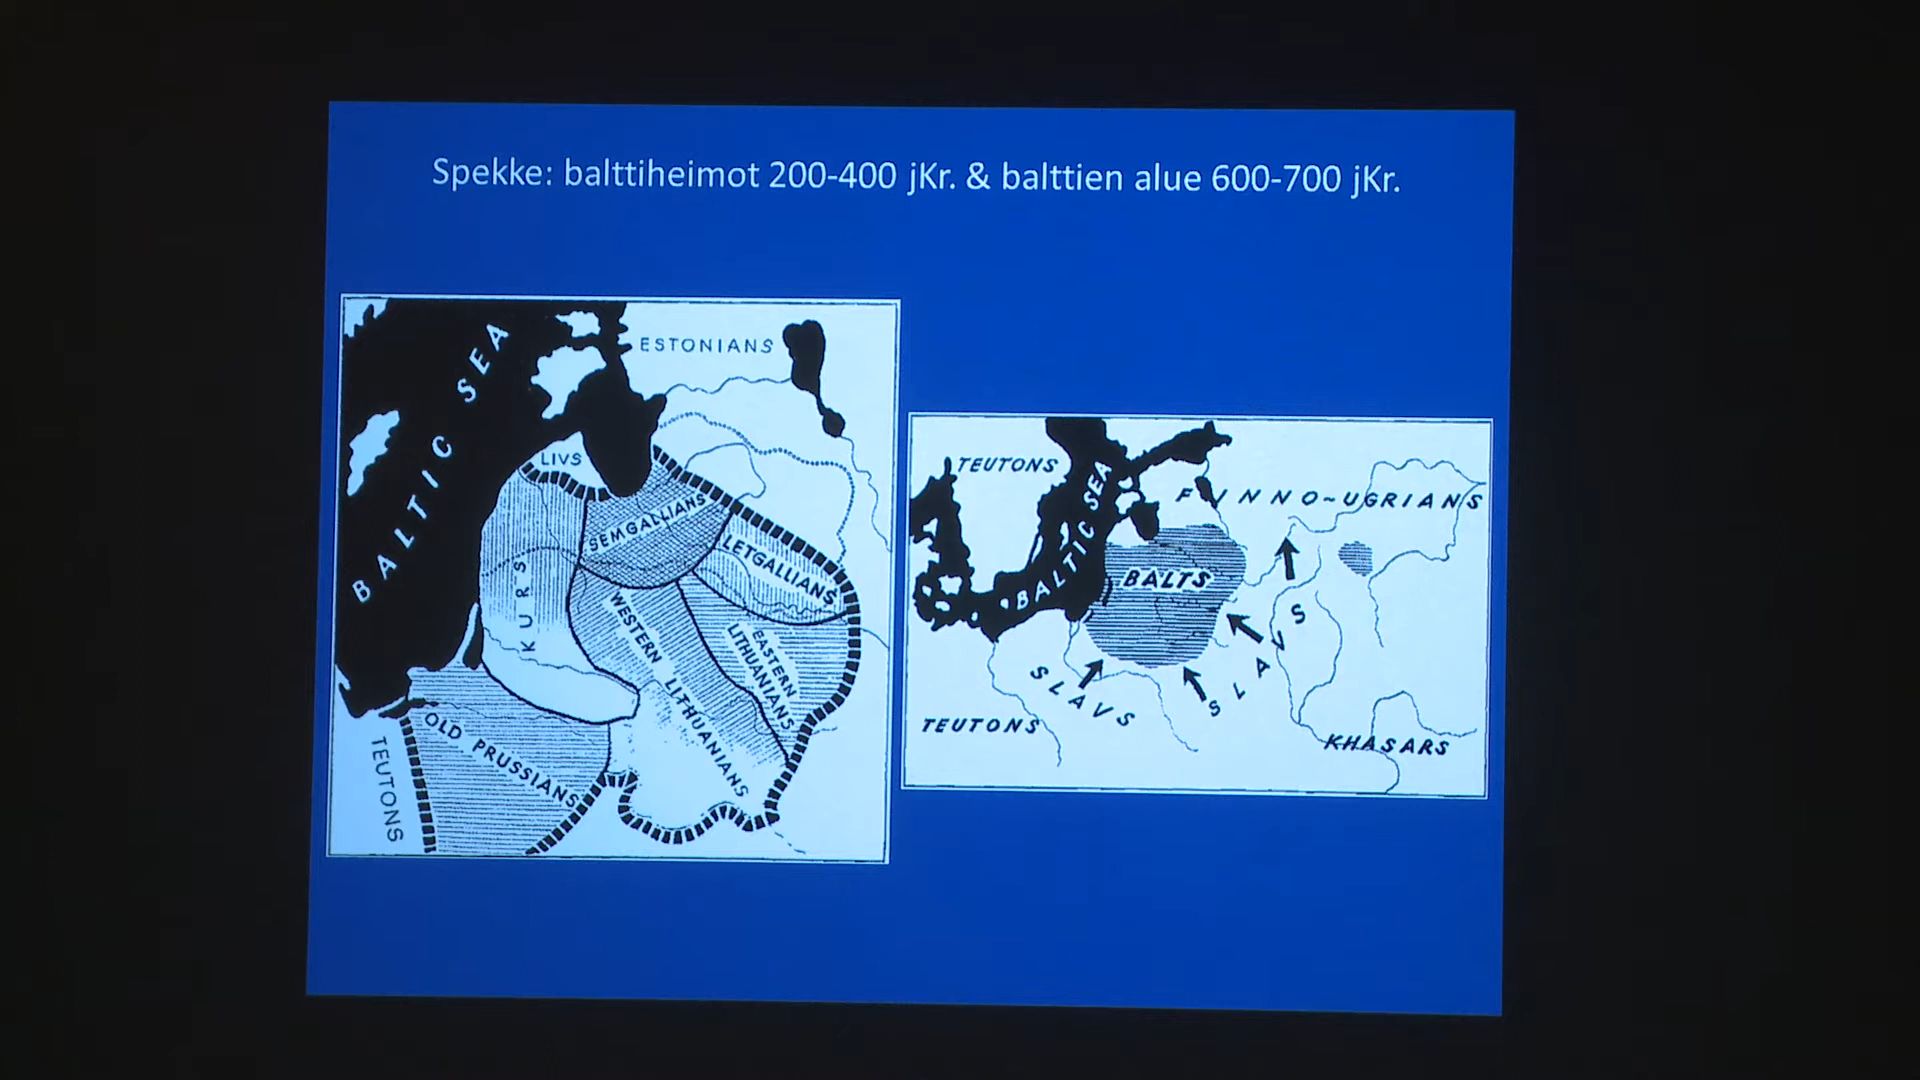 Spekke: balttiheimot 200-400 jKr. & balttien alue 600-700 jKr.
BALTIC SEA
ESTONIANS
LIVS
SEMGALLIANS
LETGALLIANS
KURS
WESTERN LITHUANIANS
EASTERN
LITHUANIANS
OLD PRUSSIANS
TEUTONS
TEUTONS
BALTIC SEA
FINNO-UGRIANS
BALTS
SLAVS
SLAVS
TEUTONS
KHASARS